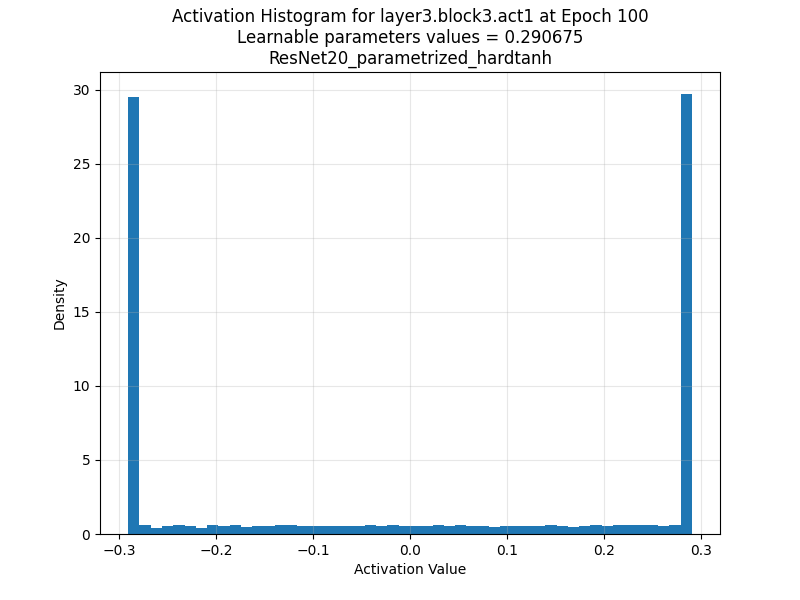 Activation Histogram for layer3.block3.act1 at Epoch 100
Learnable parameters values = 0.290675
ResNet20_parametrized_hardtanh
30
25
20
15
10
5
0
Density
−0.3 −0.2 −0.1 0.0 0.1 0.2 0.3
Activation Value